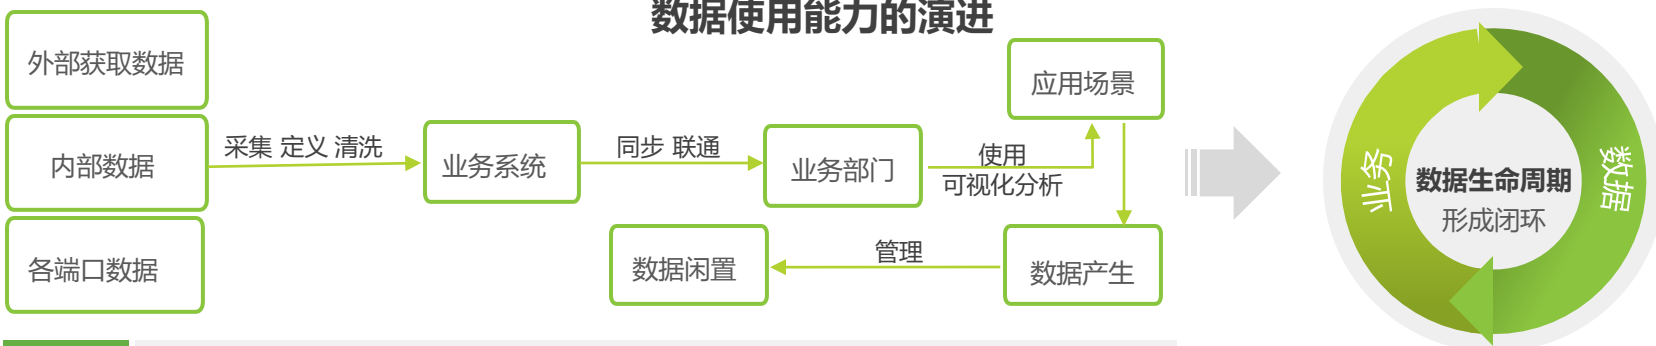 数据使用能力的演进
外部获取数据
内部数据
各端口数据
采集 定义 清洗
业务系统
同步 联通
业务部门
使用
可视化分析
应用场景
数据产生
管理
数据闲置
业务
数据
数据生命周期
形成闭环